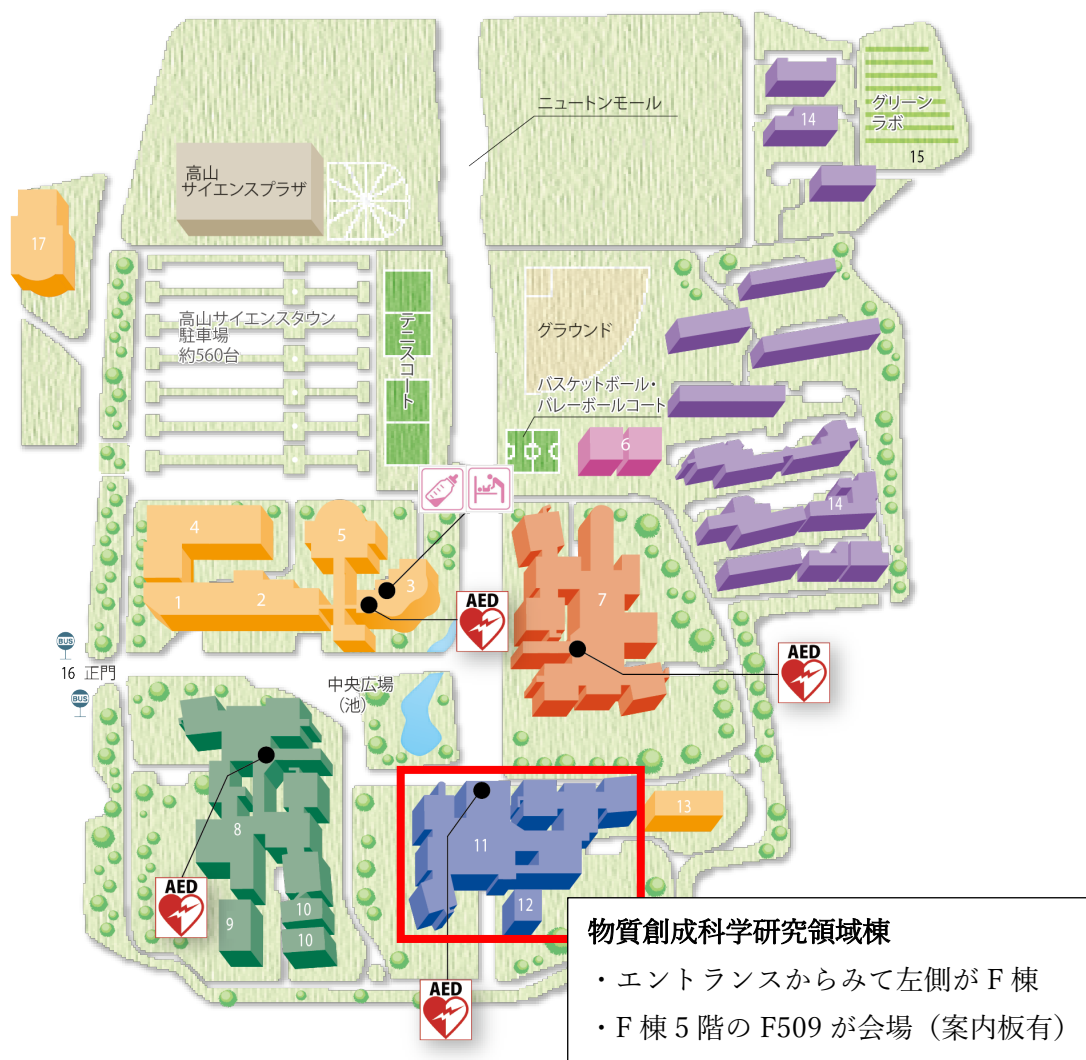 ニュートンモール
14
グリーン
ラボ
15
高山
サイエンスプラザ
17
高山サイエンスタウン
駐車場
約560台
テニスコート
グラウンド
バスケットボール・
バレーボールコート
6
4
5
14
1
2
3
7
AED
AED
BUS
16 正門
BUS
中央広場
(池)
8
11
13
AED
9
10
10
12
AED
物質創成科学研究領域棟
・エントランスからみて左側が F 棟
・F 棟 5 階の F509 が会場（案内板有）